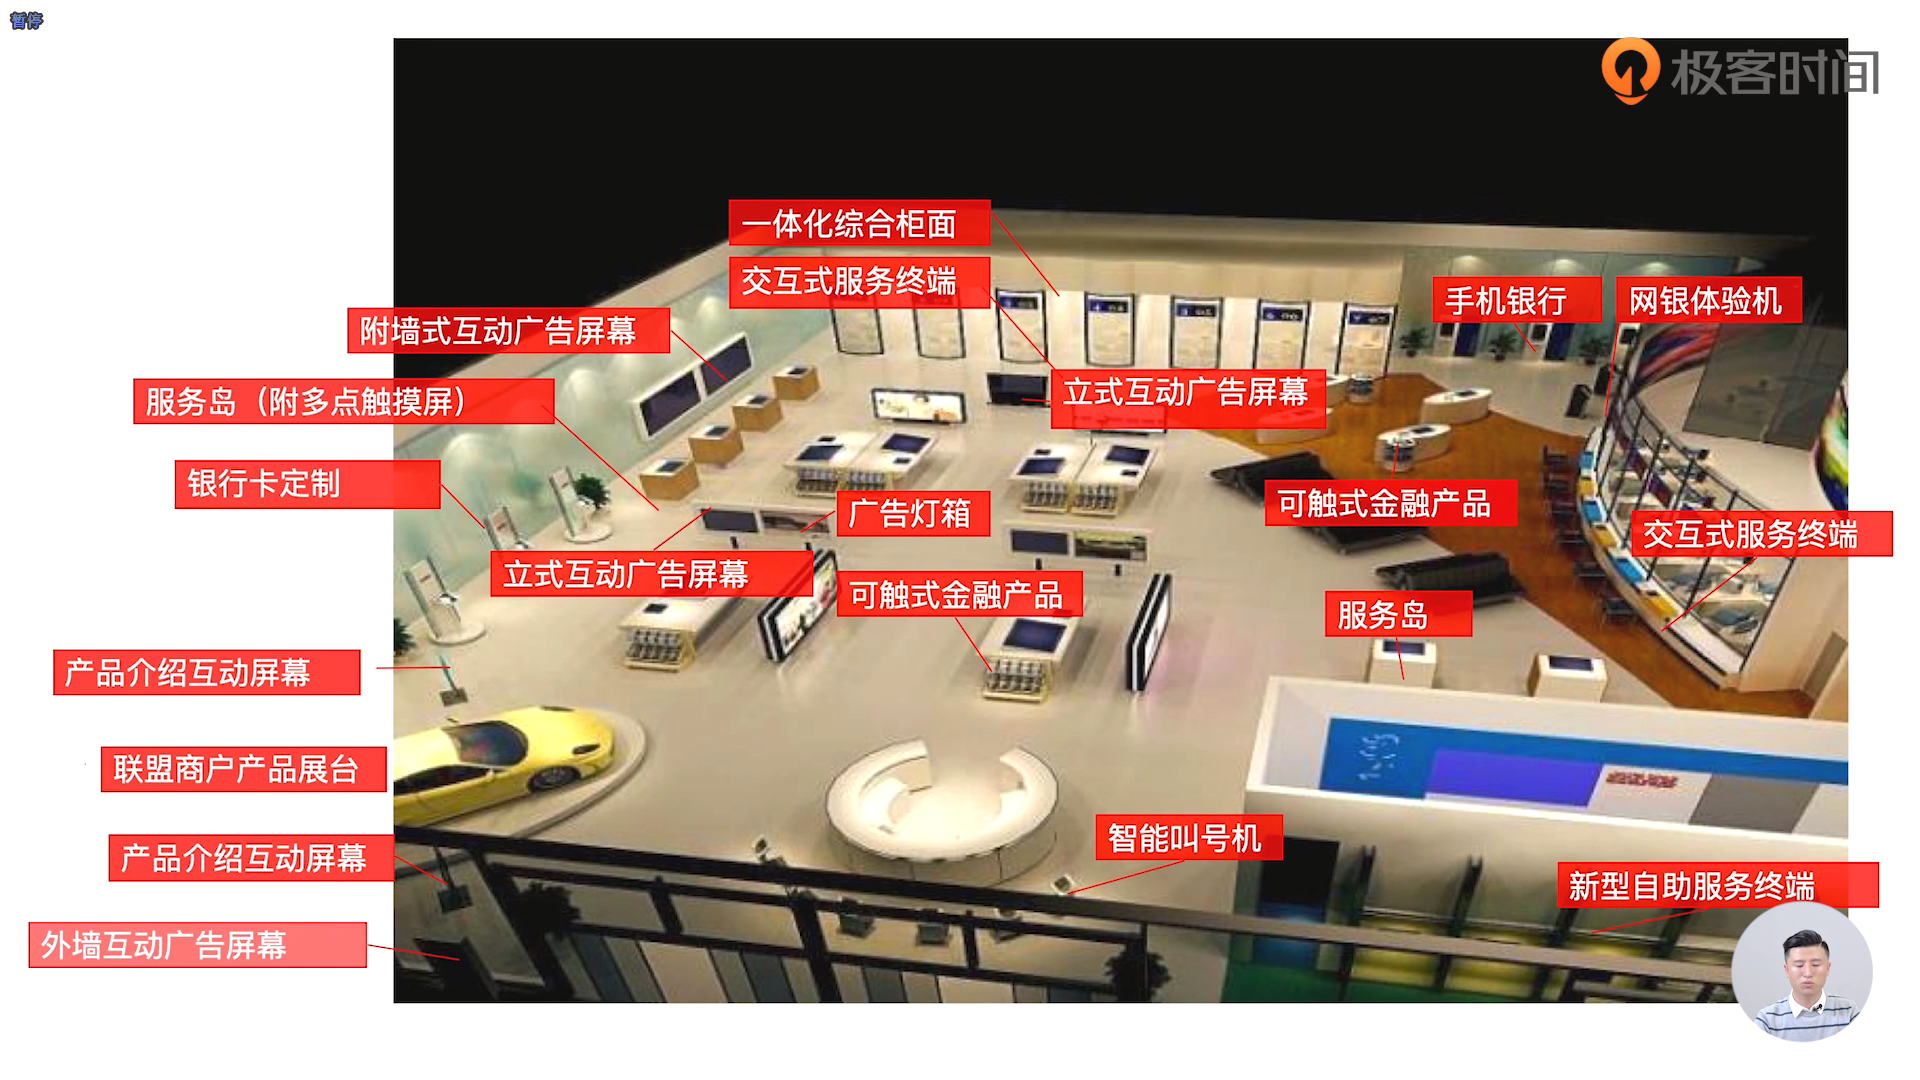 暂停
极客时间
一体化综合柜面
交互式服务终端
手机银行
网银体验机
附墙式互动广告屏幕
立式互动广告屏幕
服务岛（附多点触摸屏）
银行卡定制
广告灯箱
可触式金融产品
交互式服务终端
立式互动广告屏幕
可触式金融产品
服务岛
产品介绍互动屏幕
联盟商户产品展台
智能叫号机
产品介绍互动屏幕
新型自助服务终端
外墙互动广告屏幕